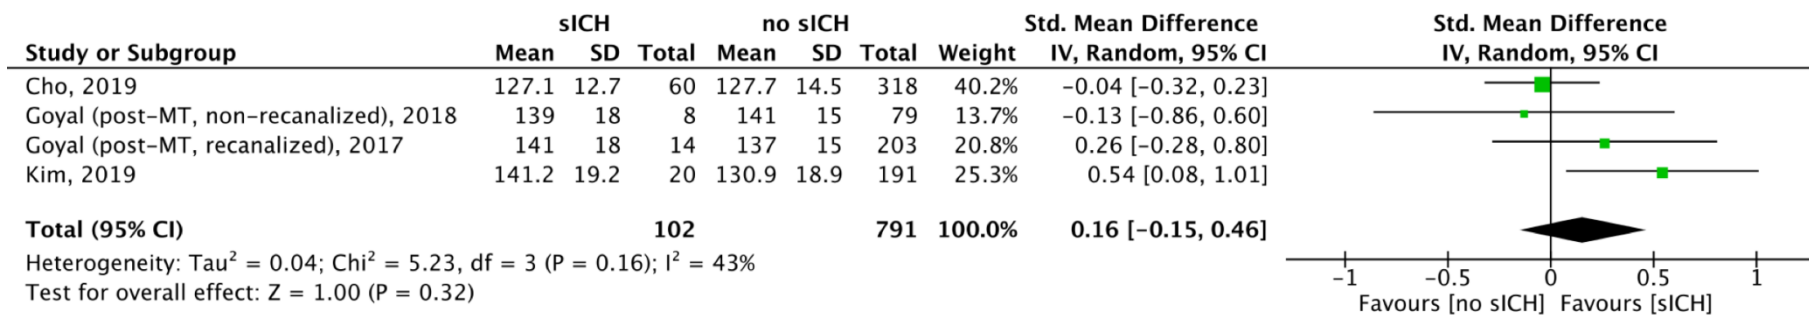 sICH no sICH Std. Mean Difference Std. Mean Difference
Study or Subgroup Mean SD Total Mean SD Total Weight IV, Random, 95% CI IV, Random, 95% CI
Cho, 2019 127.1 12.7 60 127.7 14.5 318 40.2% −0.04 [−0.32, 0.23]
Goyal (post-MT, non-recanalized), 2018 139 18 8 141 15 79 13.7% −0.13 [−0.86, 0.60]
Goyal (post-MT, recanalized), 2017 141 18 14 137 15 203 20.8% 0.26 [−0.28, 0.80]
Kim, 2019 141.2 19.2 20 130.9 18.9 191 25.3% 0.54 [0.08, 1.01]
Total (95% CI) 102 791 100.0% 0.16 [−0.15, 0.46]
Heterogeneity: Tau² = 0.04; Chi² = 5.23, df = 3 (P = 0.16); I² = 43%
Test for overall effect: Z = 1.00 (P = 0.32)
−1 −0.5 0 0.5 1
Favours [no sICH] Favours [sICH]